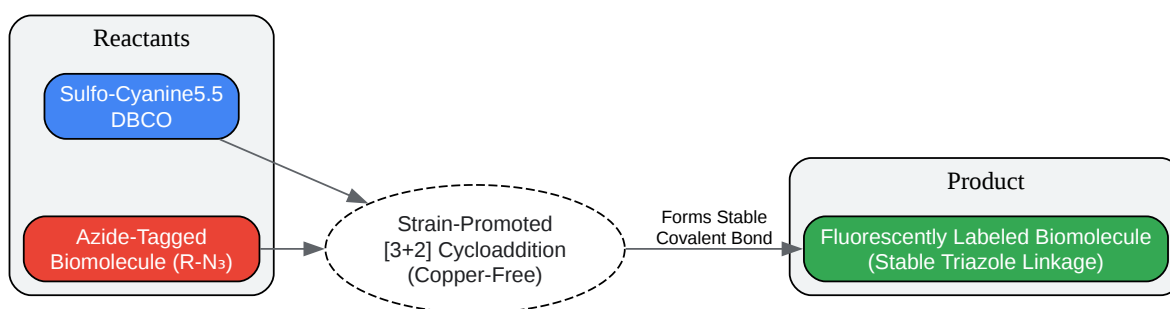 Reactants
Sulfo-Cyanine5.5
DBCO
Azide-Tagged
Biomolecule (R-N₃)
Strain-Promoted
[3+2] Cycloaddition
(Copper-Free)
Forms Stable
Covalent Bond
Product
Fluorescently Labeled Biomolecule
(Stable Triazole Linkage)